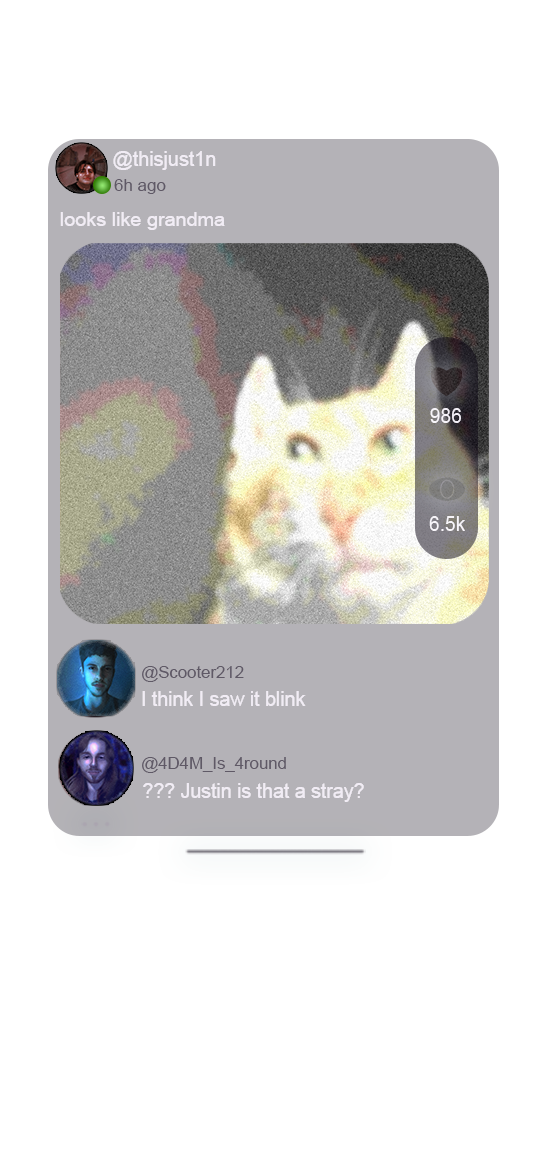 @thisjust1n
6h ago
looks like grandma
986
6.5k
@Scooter212
I think I saw it blink
@4D4M_Is_4round
??? Justin is that a stray?